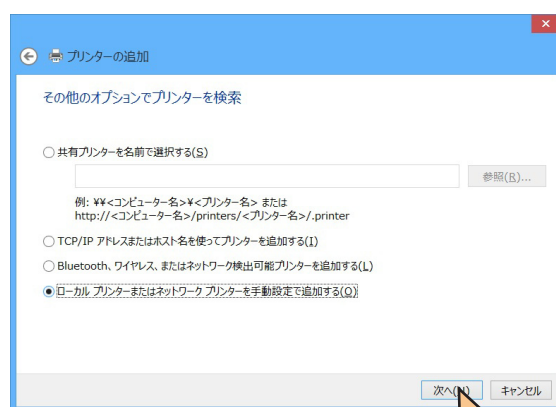 プリンターの追加
その他のオプションでプリンターを検索
共有プリンターを名前で選択する(S)
参照(R)...
例: ¥¥<コンピューター名>¥<プリンター名> または
http://<コンピューター名>/printers/<プリンター名>/.printer
TCP/IP アドレスまたはホスト名を使ってプリンターを追加する(I)
Bluetooth、ワイヤレス、またはネットワーク検出可能プリンターを追加する(L)
ローカル プリンターまたはネットワーク プリンターを手動設定で追加する(O)
次へ(N) キャンセル